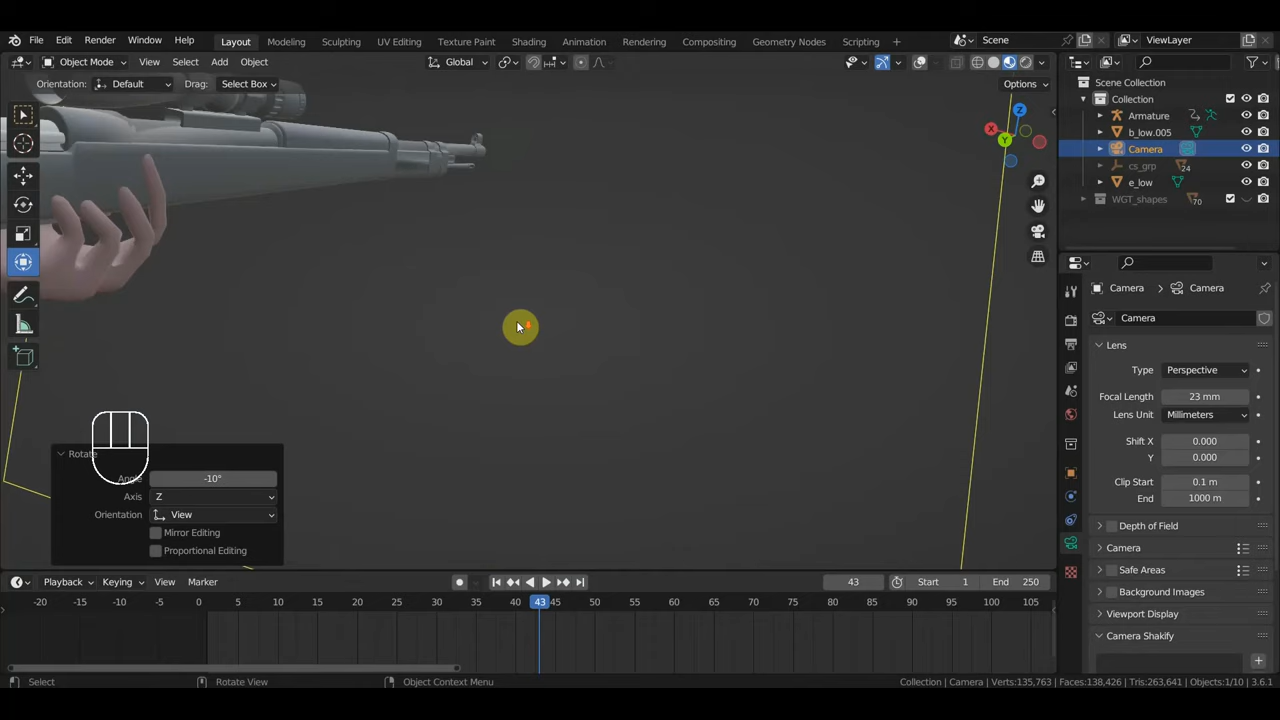 File Edit Render Window Help Layout Modeling Sculpting UV Editing Texture Paint Shading Animation Rendering Compositing Geometry Nodes Scripting + Scene ViewLayer
Object Mode View Select Add Object Global
Orientation: Default Drag: Select Box Options
Scene Collection
Collection
Armature
b_low.005
Camera
cs_grp 24
e_low
WGT_shapes 70
Z
X
Y
Camera > Camera
Camera
Lens
Type Perspective
Focal Length 23 mm
Lens Unit Millimeters
Shift X 0.000
Y 0.000
Clip Start 0.1 m
End 1000 m
Depth of Field
Camera
Safe Areas
Background Images
Viewport Display
Camera Shakify
Rotate
Angle -10°
Axis Z
Orientation View
Mirror Editing
Proportional Editing
Playback Keying View Marker 43 Start 1 End 250
-20 -15 -10 -5 0 5 10 15 20 25 30 35 40 43 45 50 55 60 65 70 75 80 85 90 95 100 105
Select Rotate View Object Context Menu Collection | Camera | Verts:135,763 | Faces:138,426 | Tris:263,641 | Objects:1/10 | 3.6.1